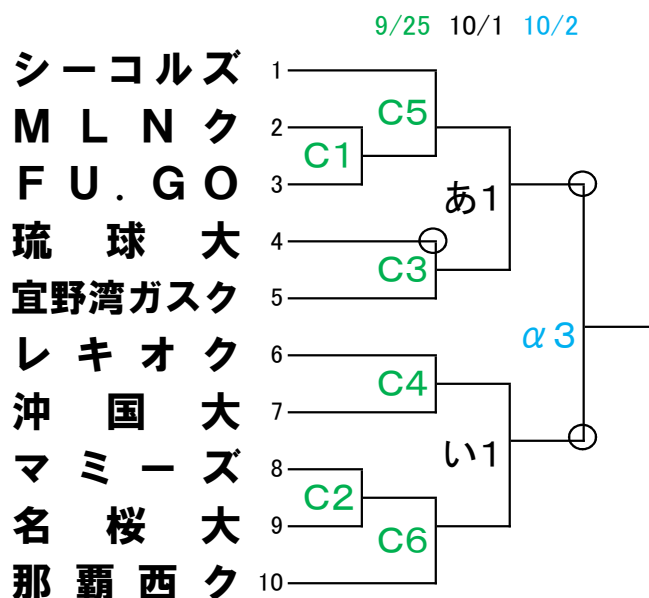 9/25 10/1 10/2
シーコルズ 1
MLNク 2
C5
C1
FU.GO 3
あ1
琉球大 4
C3
宜野湾ガスク 5
α3
レキオク 6
C4
沖国大 7
い1
マミーズ 8
C2
名桜大 9
C6
那覇西ク 10